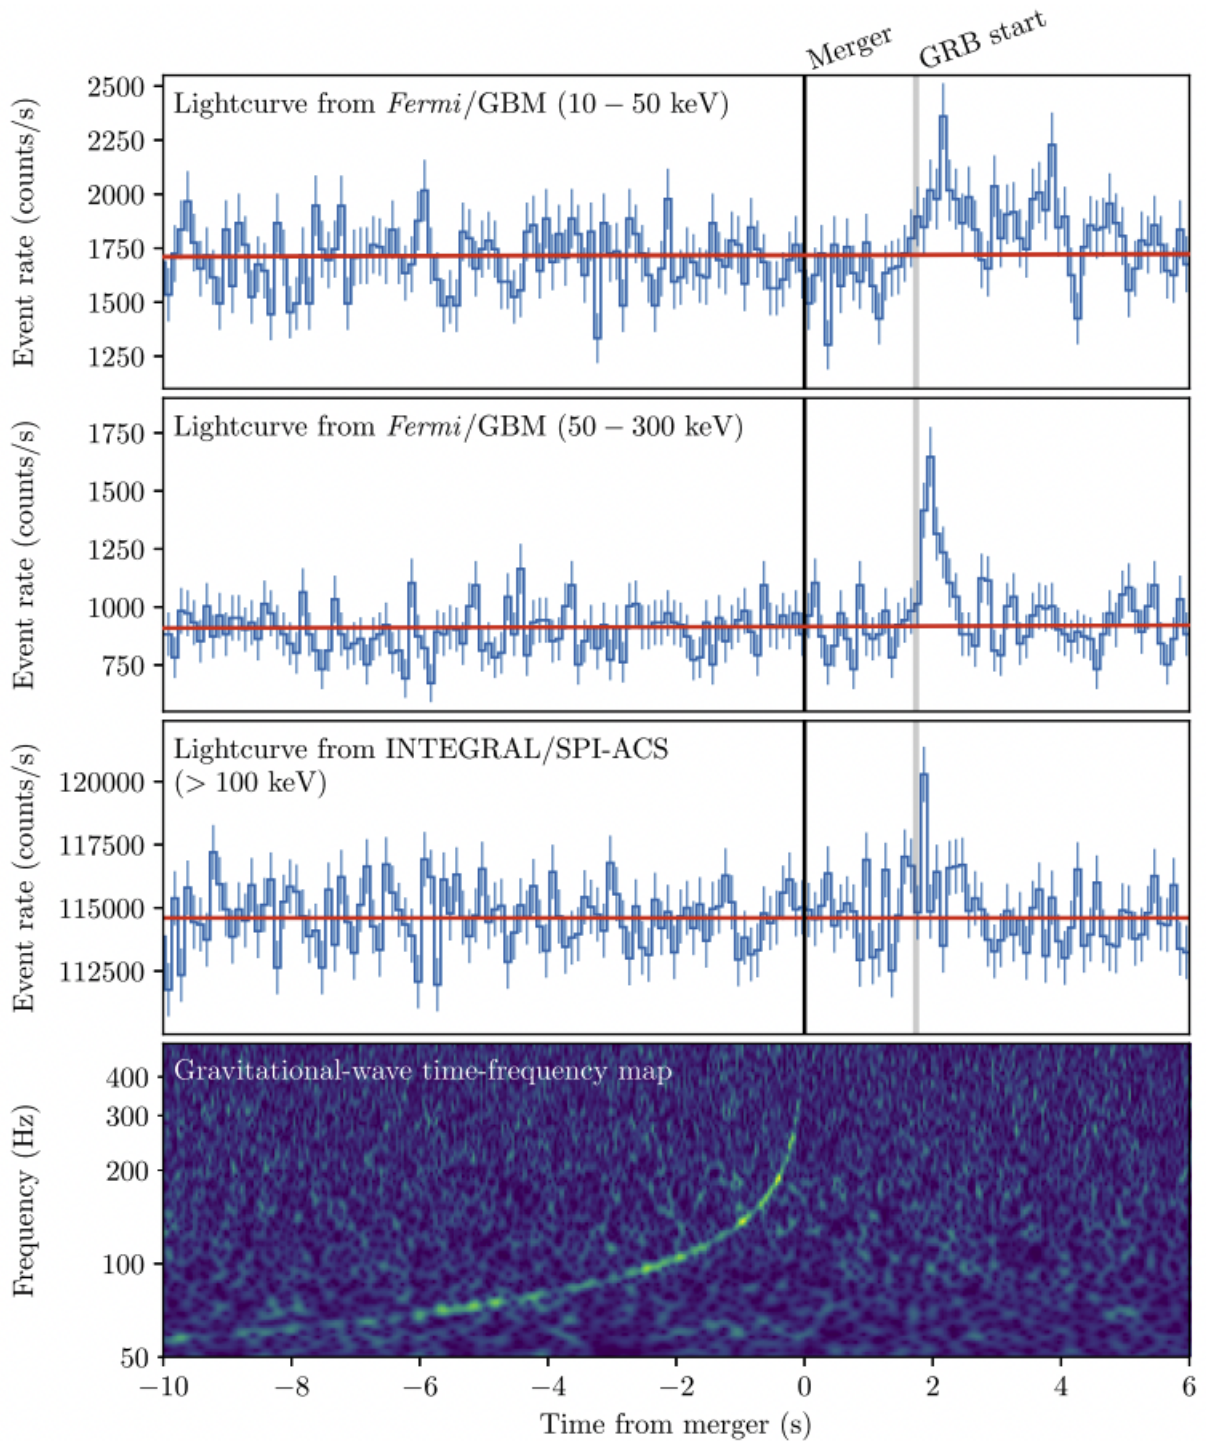 Merger
GRB start
Lightcurve from Fermi/GBM (10 – 50 keV)
Event rate (counts/s)
2500
2250
2000
1750
1500
1250
Lightcurve from Fermi/GBM (50 – 300 keV)
Event rate (counts/s)
1750
1500
1250
1000
750
Lightcurve from INTEGRAL/SPI-ACS
(> 100 keV)
Event rate (counts/s)
120000
117500
115000
112500
Gravitational-wave time-frequency map
Frequency (Hz)
400
300
200
100
50
−10 −8 −6 −4 −2 0 2 4 6
Time from merger (s)